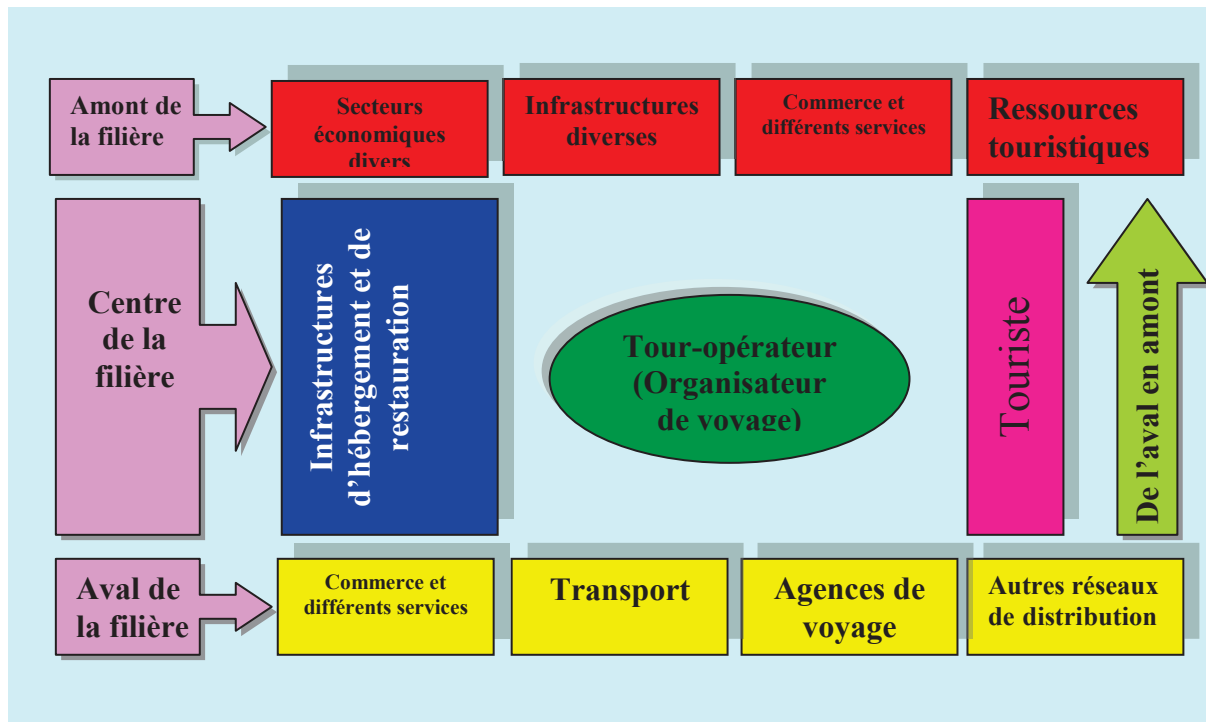 Amont de
la filière
Secteurs
économiques
divers
Infrastructures
diverses
Commerce et
différents services
Ressources
touristiques
Centre
de la
filière
Infrastructures
d'hébergement et de
restauration
Tour-opérateur
(Organisateur
de voyage)
Touriste
De l'aval en amont
Aval de
la filière
Commerce et
différents services
Transport
Agences de
voyage
Autres réseaux
de distribution